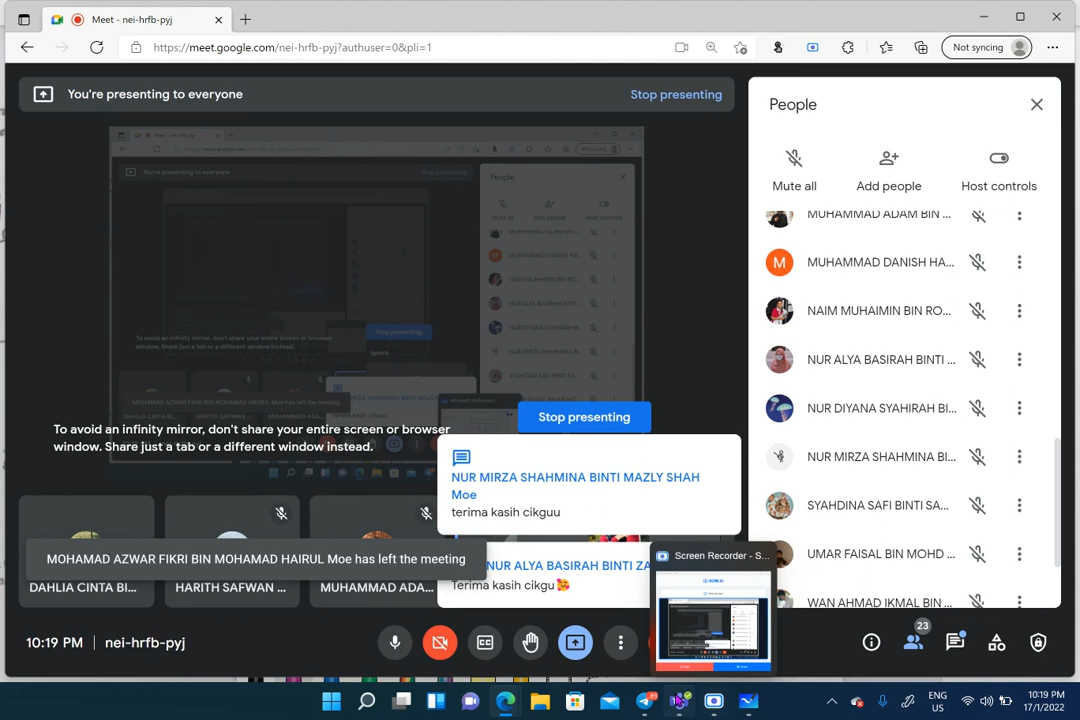 Meet - nei-hrfb-pyj
https://meet.google.com/nei-hrfb-pyj?authuser=0&pli=1
Not syncing
You're presenting to everyone
Stop presenting
People
Mute all
Add people
Host controls
MUHAMMAD ADAM BIN ...
M
MUHAMMAD DANISH HA...
NAIM MUHAIMIN BIN RO...
NUR ALYA BASIRAH BINTI ...
NUR DIYANA SYAHIRAH BI...
NUR MIRZA SHAHMINA BI...
SYAHDINA SAFI BINTI SA...
UMAR FAISAL BIN MOHD ...
WAN AHMAD IKMAL BIN ...
To avoid an infinity mirror, don't share your entire screen or browser
window. Share just a tab or a different window instead.
Stop presenting
NUR MIRZA SHAHMINA BINTI MAZLY SHAH
Moe
terima kasih cikguu
NUR ALYA BASIRAH BINTI ZA
Terima kasih cikgu🥰
Screen Recorder - S...
MOHAMAD AZWAR FIKRI BIN MOHAMAD HAIRUL Moe has left the meeting
DAHLIA CINTA BI...
HARITH SAFWAN ...
MUHAMMAD ADA...
10:19 PM | nei-hrfb-pyj
23
ENG
US
10:19 PM
17/1/2022